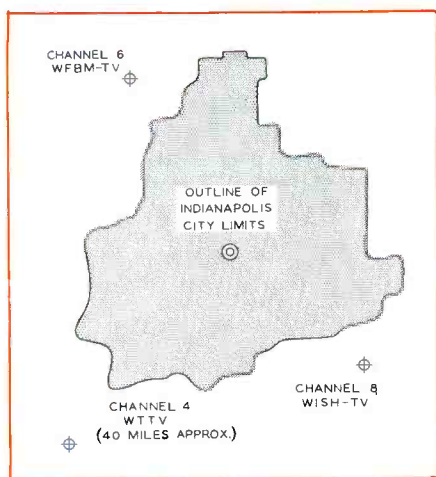 CHANNEL 6
WFBM-TV
OUTLINE OF
INDIANAPOLIS
CITY LIMITS
CHANNEL 8
WISH-TV
CHANNEL 4
WTTV
(40 MILES APPROX.)